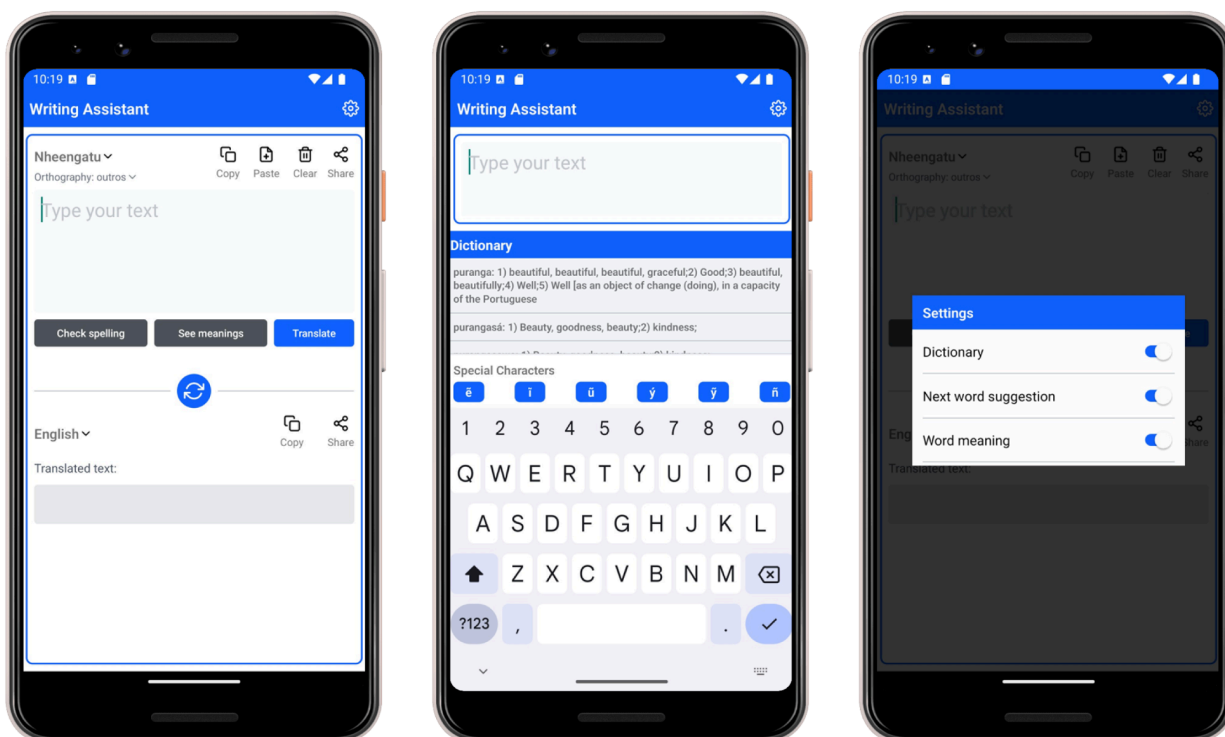 10:19
Writing Assistant
Nheengatu
Orthography: outros
Copy Paste Clear Share
Type your text
Check spelling See meanings Translate
English
Copy Share
Translated text:
10:19
Writing Assistant
Type your text
Dictionary
puranga: 1) beautiful, beautiful, beautiful, graceful;2) Good;3) beautiful,
beautifully;4) Well;5) Well [as an object of change (doing), in a capacity
of the Portuguese
purangasá: 1) Beauty, goodness, beauty;2) kindness;
Special Characters
ẽ ĩ ũ ý ỹ ñ
1 2 3 4 5 6 7 8 9 0
Q W E R T Y U I O P
A S D F G H J K L
Z X C V B N M
?123 , .
10:19
Writing Assistant
Nheengatu
Orthography: outros
Copy Paste Clear Share
Type your text
Settings
Dictionary
Next word suggestion
Word meaning
Eng
Share
Translated text: